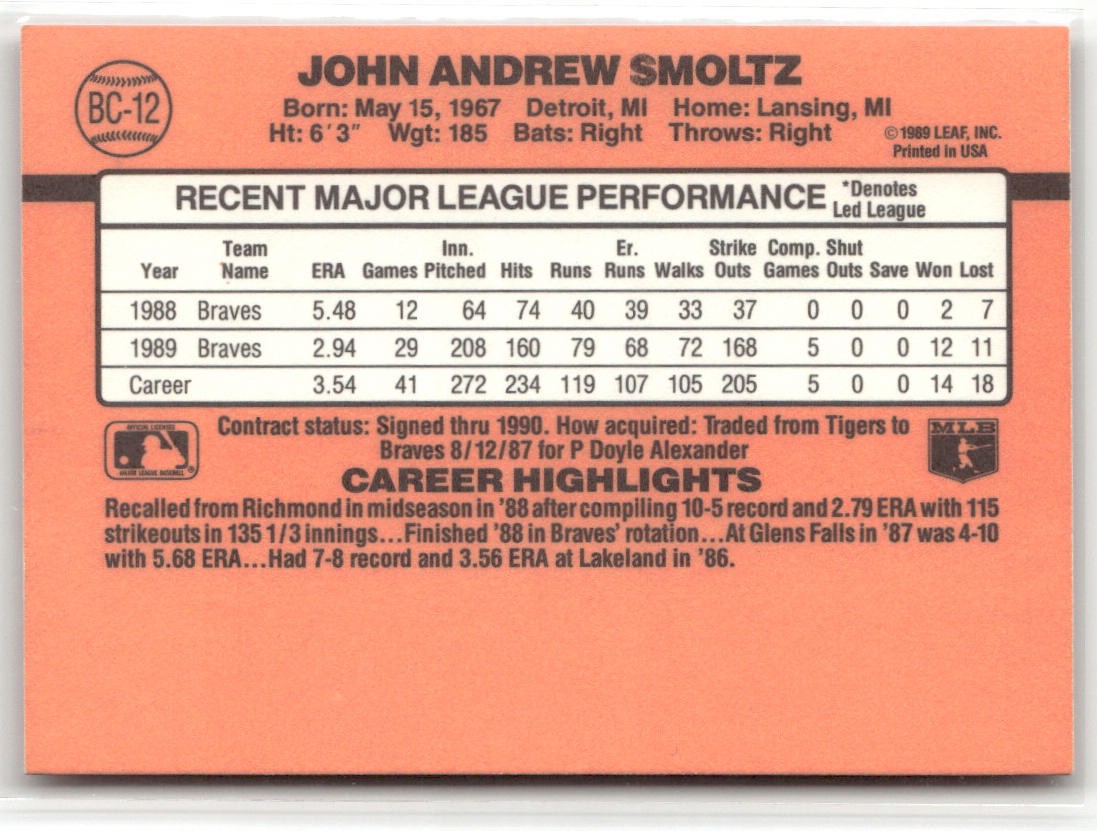 BC-12
JOHN ANDREW SMOLTZ
Born: May 15, 1967 Detroit, MI Home: Lansing, MI
Ht: 6'3" Wgt: 185 Bats: Right Throws: Right
©1989 LEAF, INC.
Printed in USA
RECENT MAJOR LEAGUE PERFORMANCE *Denotes
Led League
Team Inn. Er. Strike Comp. Shut
Year Name ERA Games Pitched Hits Runs Runs Walks Outs Games Outs Save Won Lost
1988 Braves 5.48 12 64 74 40 39 33 37 0 0 0 2 7
1989 Braves 2.94 29 208 160 79 68 72 168 5 0 0 12 11
Career 3.54 41 272 234 119 107 105 205 5 0 0 14 18
OFFICIAL LICENSEE
MAJOR LEAGUE BASEBALL
®
Contract status: Signed thru 1990. How acquired: Traded from Tigers to
Braves 8/12/87 for P Doyle Alexander
MLB
CAREER HIGHLIGHTS
Recalled from Richmond in midseason in '88 after compiling 10-5 record and 2.79 ERA with 115
strikeouts in 135 1/3 innings...Finished '88 in Braves' rotation...At Glens Falls in '87 was 4-10
with 5.68 ERA...Had 7-8 record and 3.56 ERA at Lakeland in '86.